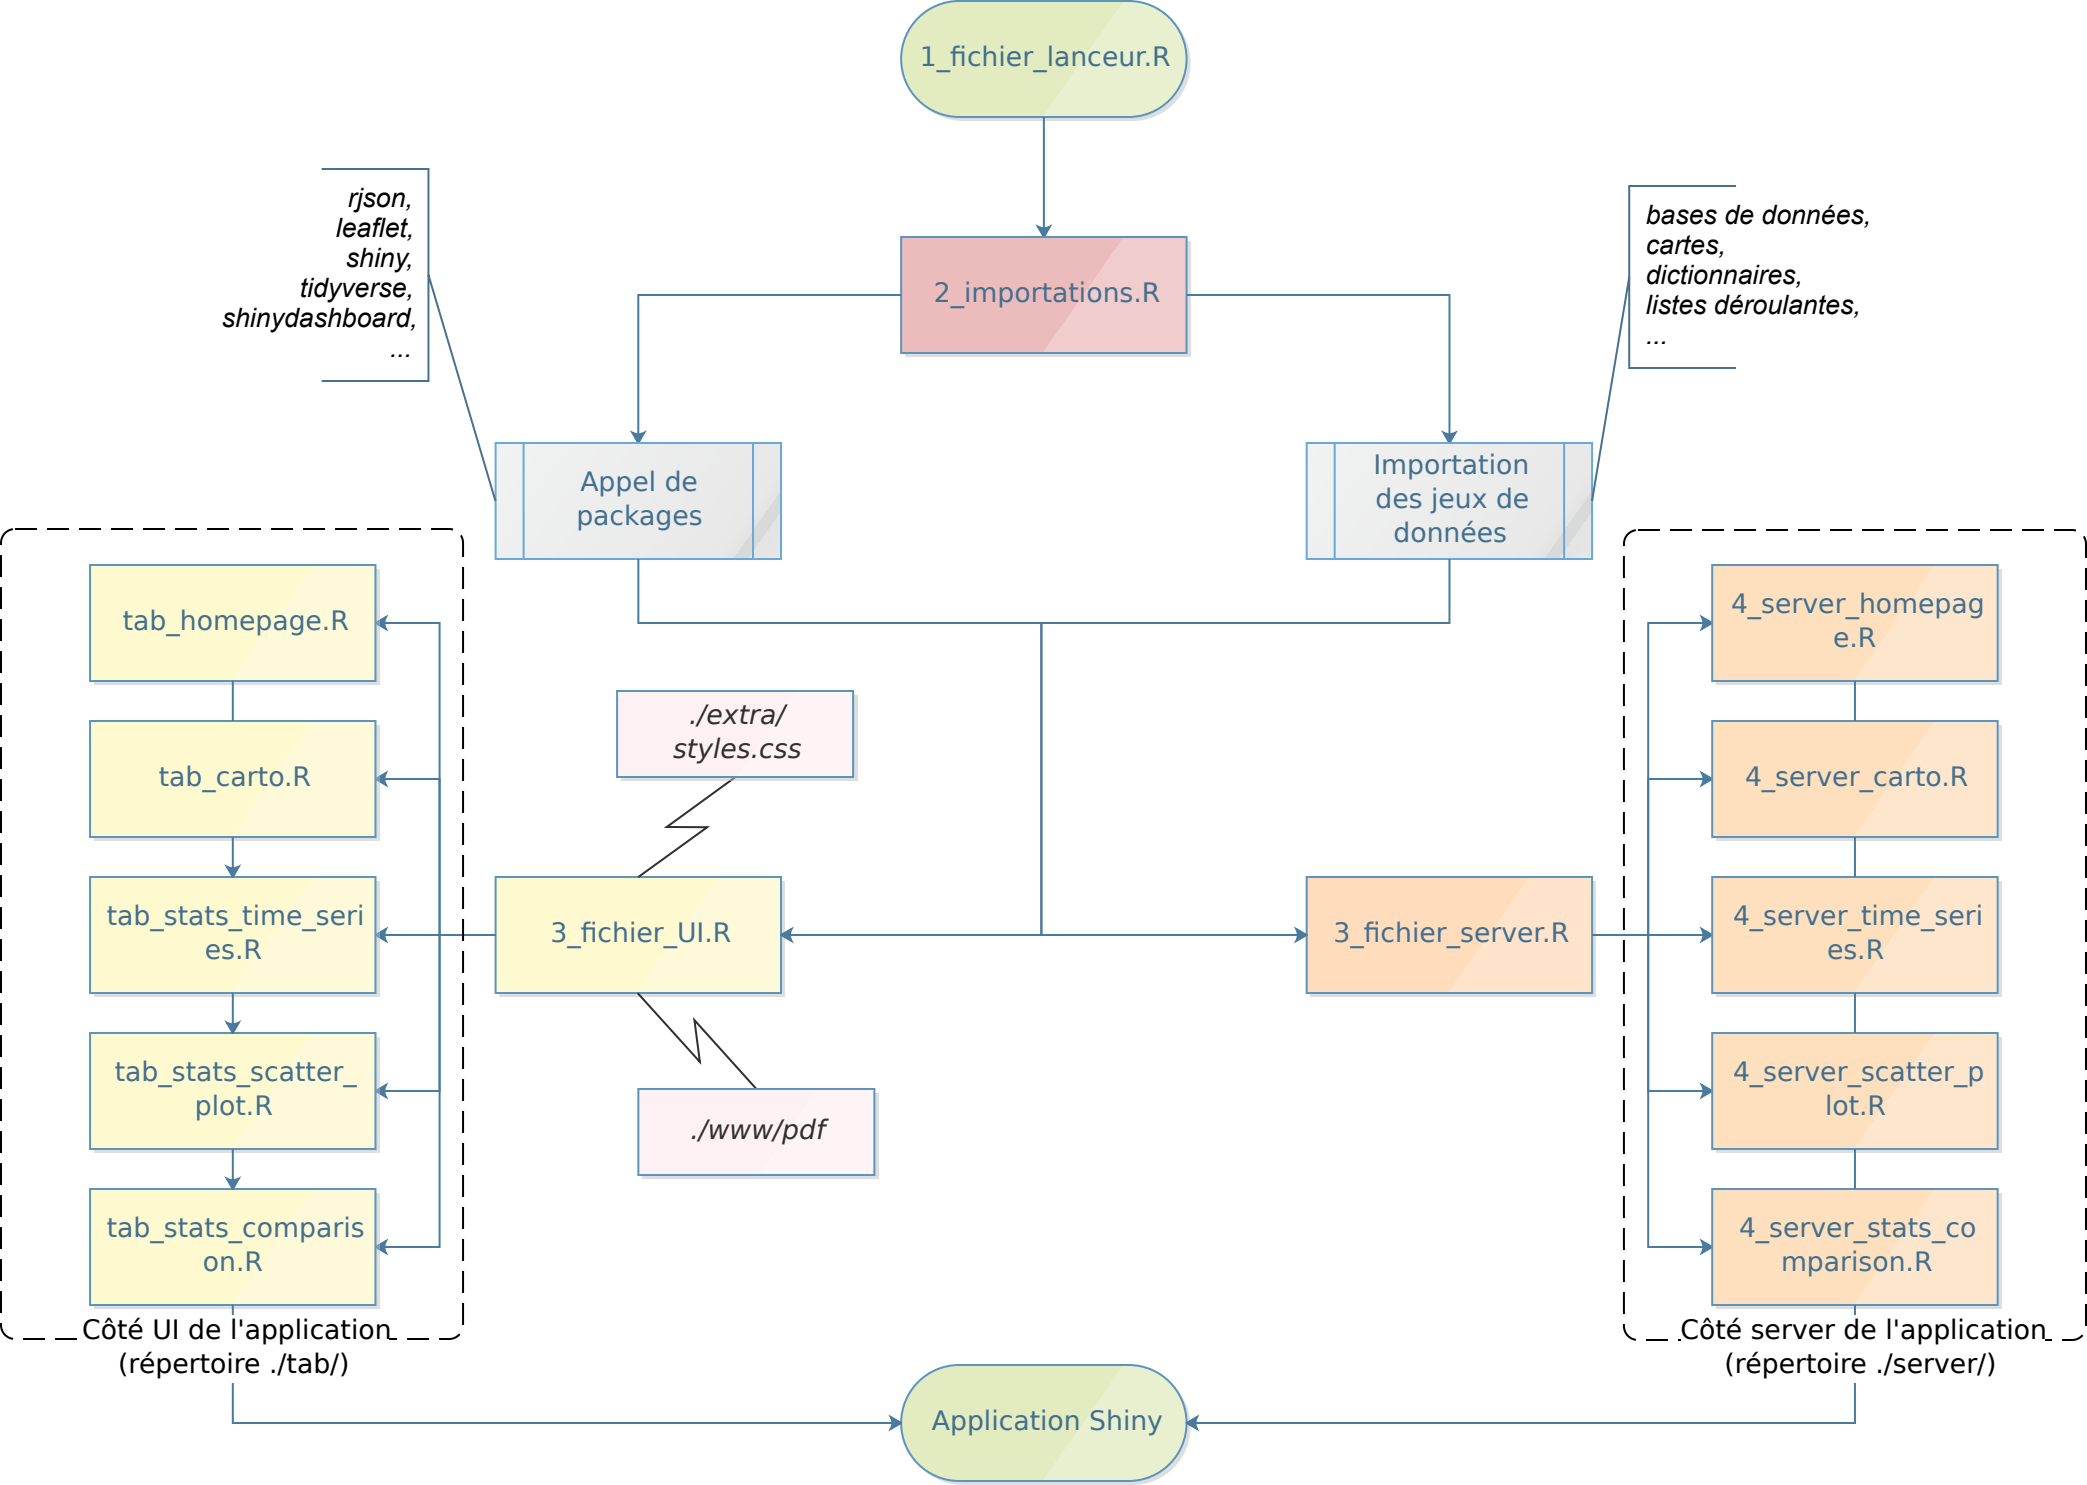 1_fichier_lanceur.R
rjson,
leaflet,
shiny,
tidyverse,
shinydashboard,
...
2_importations.R
bases de données,
cartes,
dictionnaires,
listes déroulantes,
...
Appel de
packages
Importation
des jeux de
données
tab_homepage.R
tab_carto.R
tab_stats_time_seri
es.R
tab_stats_scatter_
plot.R
tab_stats_comparis
on.R
Côté UI de l'application
(répertoire ./tab/)
./extra/
styles.css
3_fichier_UI.R
./www/pdf
3_fichier_server.R
4_server_homepag
e.R
4_server_carto.R
4_server_time_seri
es.R
4_server_scatter_p
lot.R
4_server_stats_co
mparison.R
Côté server de l'application
(répertoire ./server/)
Application Shiny